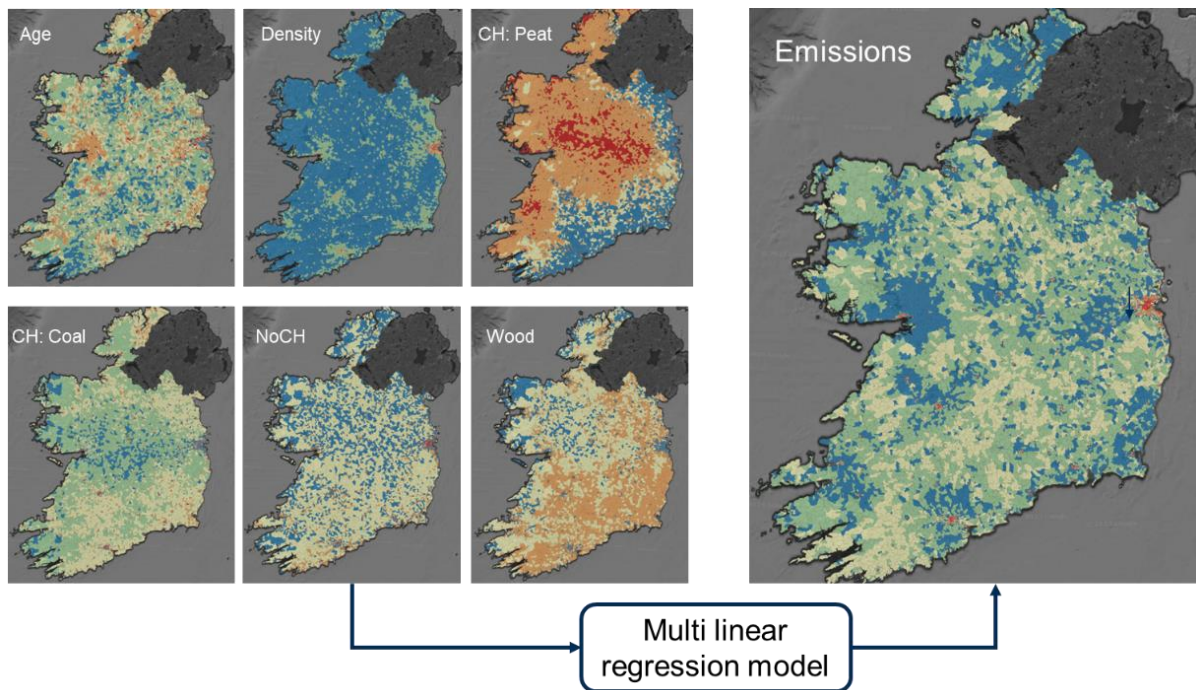 Age
Density
CH: Peat
Emissions
CH: Coal
NoCH
Wood
Multi linear
regression model